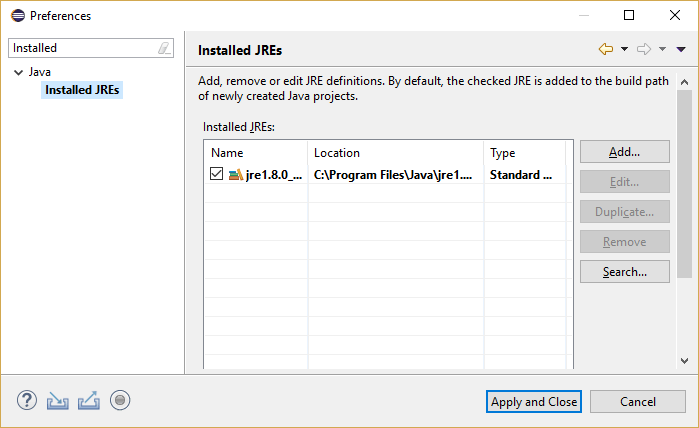 Preferences
Installed
Installed JREs
Java
Installed JREs
Add, remove or edit JRE definitions. By default, the checked JRE is added to the build path
of newly created Java projects.
Installed JREs:
Name Location Type
jre1.8.0_... C:\Program Files\Java\jre1.... Standard ...
Add...
Edit...
Duplicate...
Remove
Search...
? Apply and Close Cancel